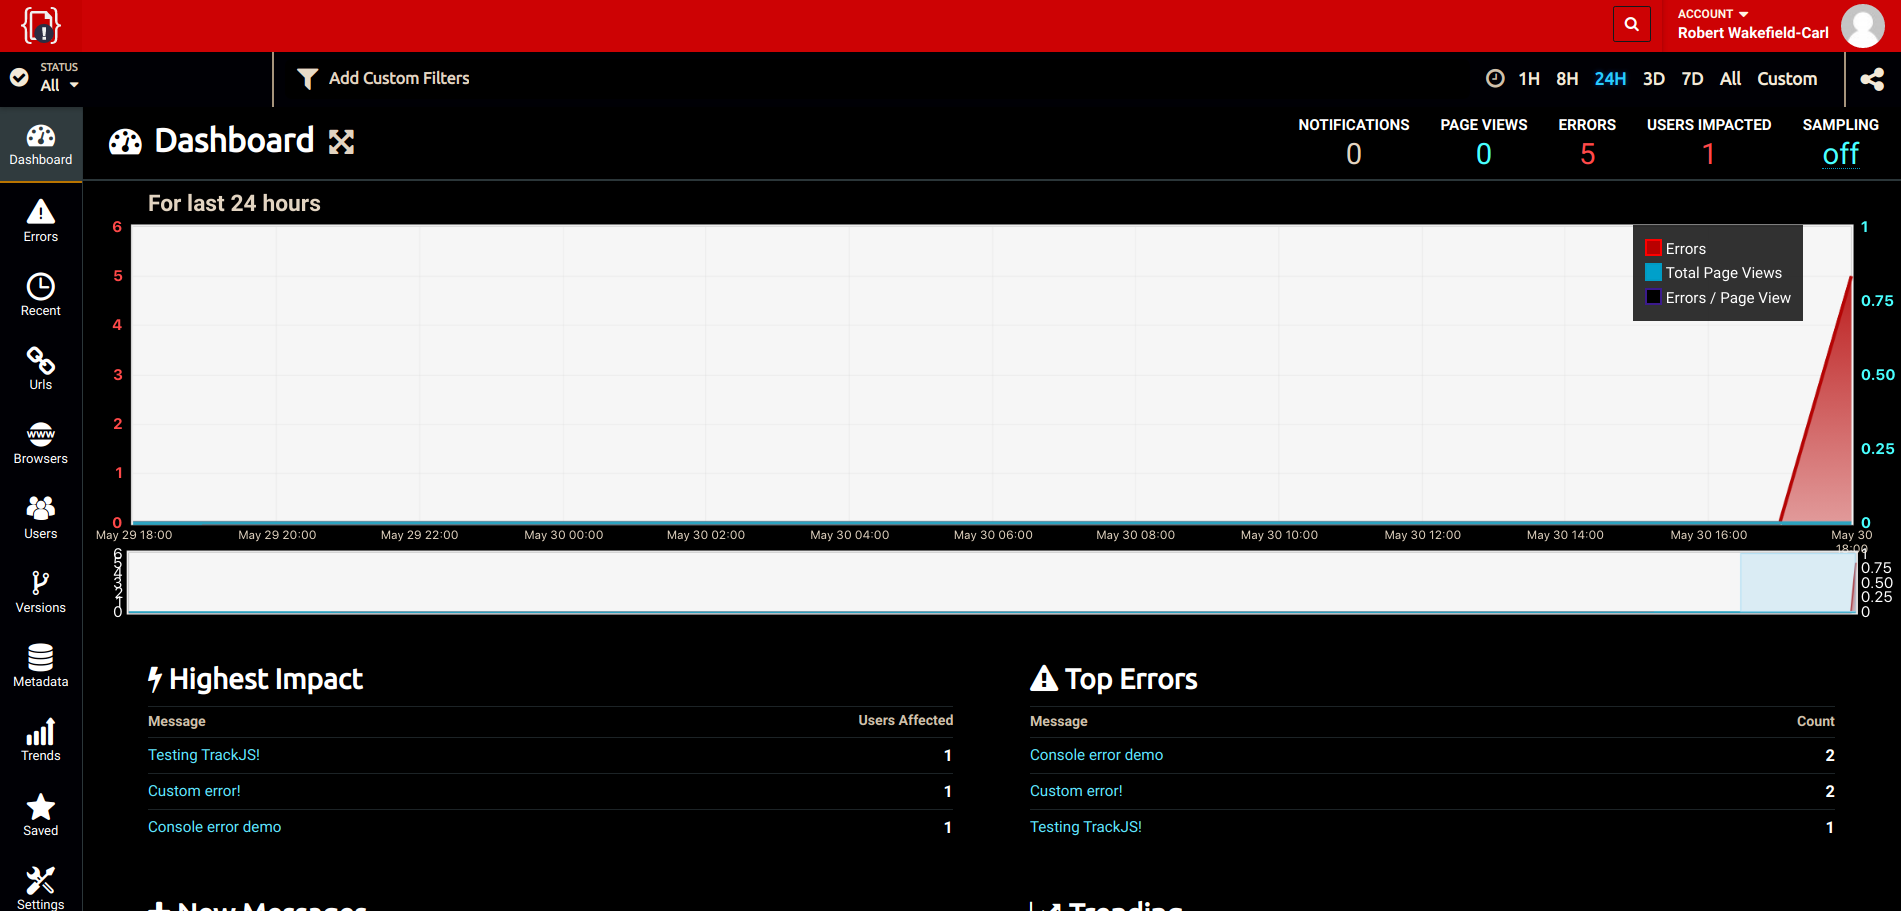 ACCOUNT
Robert Wakefield-Carl
STATUS
All
Add Custom Filters
1H 8H 24H 3D 7D All Custom
Dashboard
Errors
Recent
Urls
www
Browsers
Users
Versions
Metadata
Trends
Saved
Settings
Dashboard
NOTIFICATIONS PAGE VIEWS ERRORS USERS IMPACTED SAMPLING
0 0 5 1 off
For last 24 hours
6
5
4
3
2
1
0
Errors
Total Page Views
Errors / Page View
1
0.75
0.50
0.25
0
May 29 18:00 May 29 20:00 May 29 22:00 May 30 00:00 May 30 02:00 May 30 04:00 May 30 06:00 May 30 08:00 May 30 10:00 May 30 12:00 May 30 14:00 May 30 16:00 May 30
18:00
6
5
4
3
2
1
0
1
0.75
0.50
0.25
0
Highest Impact
Message Users Affected
Testing TrackJS! 1
Custom error! 1
Console error demo 1
Top Errors
Message Count
Console error demo 2
Custom error! 2
Testing TrackJS! 1
New Messages
Trending